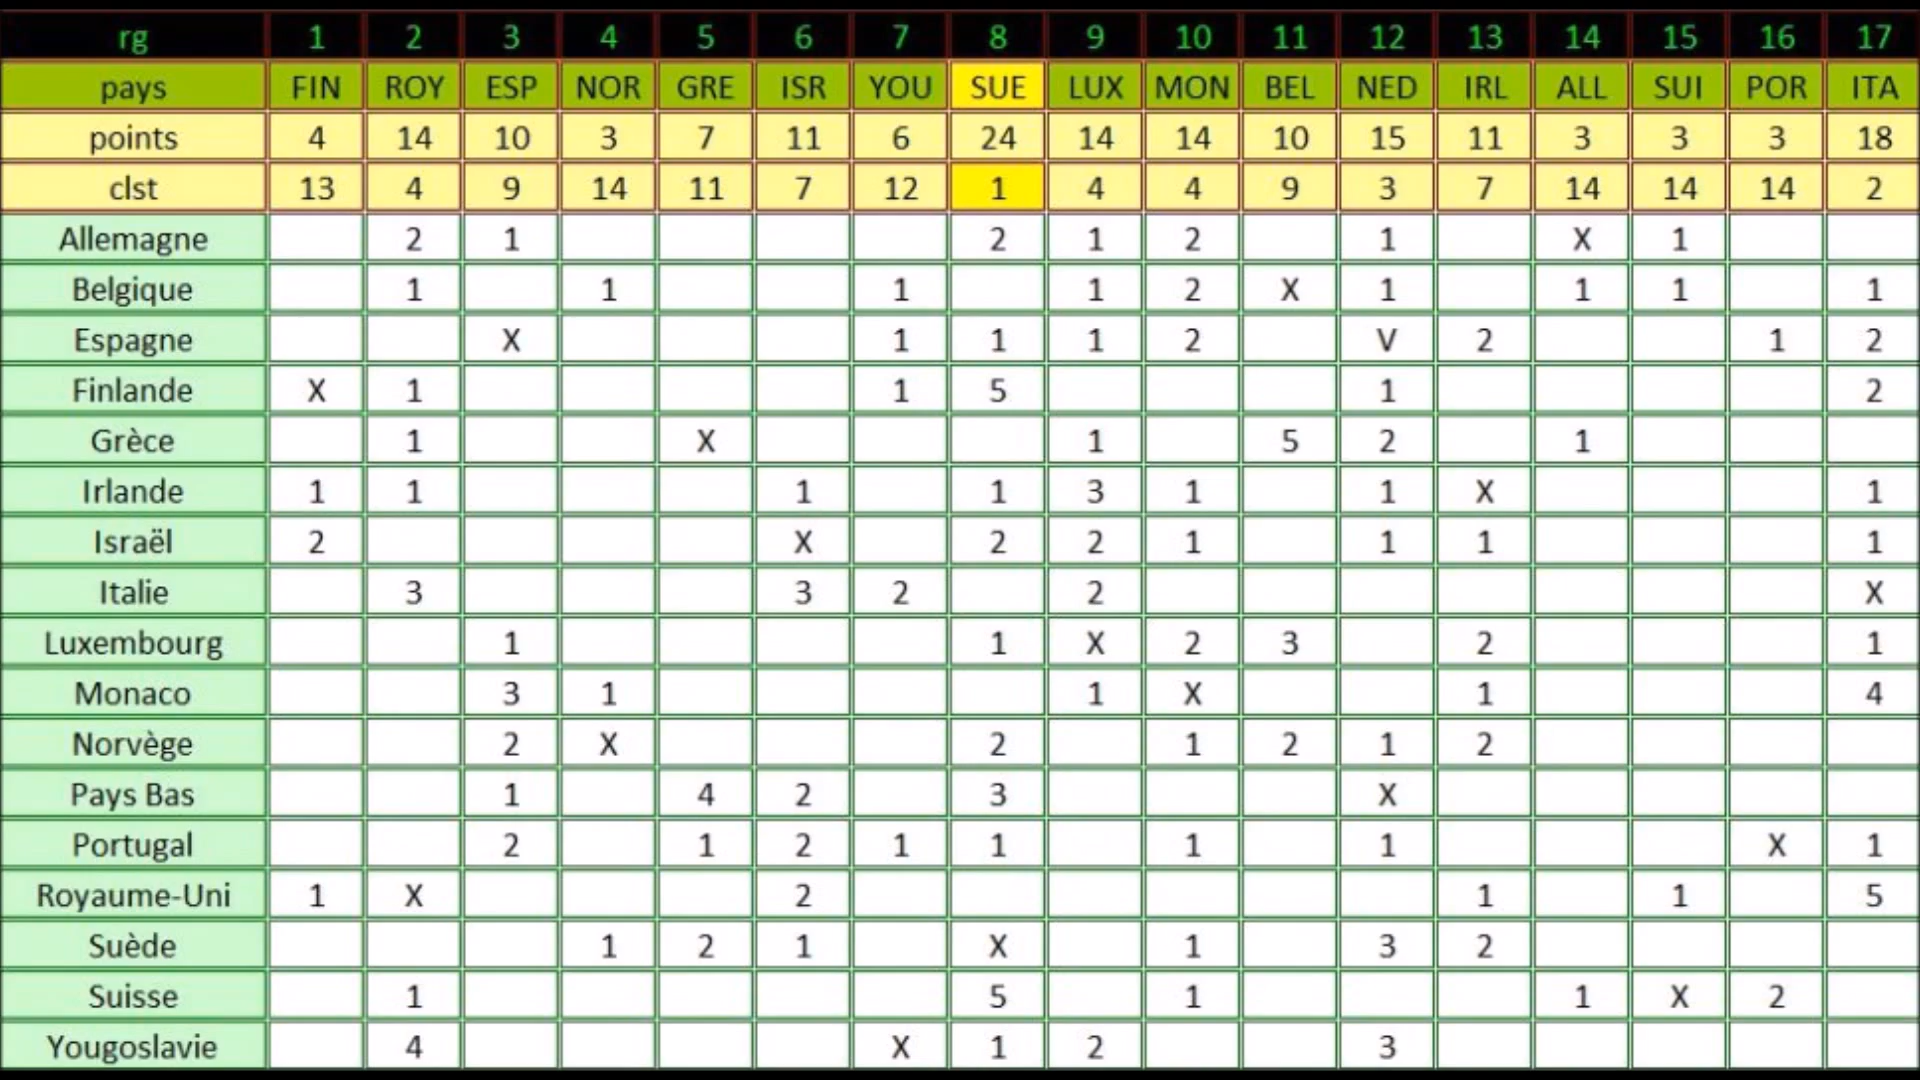 rg 1 2 3 4 5 6 7 8 9 10 11 12 13 14 15 16 17
pays FIN ROY ESP NOR GRE ISR YOU SUE LUX MON BEL NED IRL ALL SUI POR ITA
points 4 14 10 3 7 11 6 24 14 14 10 15 11 3 3 3 18
clst 13 4 9 14 11 7 12 1 4 4 9 3 7 14 14 14 2
Allemagne 2 1 2 1 2 1 X 1
Belgique 1 1 1 1 2 X 1 1 1 1
Espagne X 1 1 1 2 V 2 1 2
Finlande X 1 1 5 1 2
Grèce 1 X 1 5 2 1
Irlande 1 1 1 1 3 1 1 X 1
Israël 2 X 2 2 1 1 1 1
Italie 3 3 2 2 X
Luxembourg 1 1 X 2 3 2 1
Monaco 3 1 1 X 1 4
Norvège 2 X 2 1 2 1 2
Pays Bas 1 4 2 3 X
Portugal 2 1 2 1 1 1 1 X 1
Royaume-Uni 1 X 2 1 1 5
Suède 1 2 1 X 1 3 2
Suisse 1 5 1 1 X 2
Yougoslavie 4 X 1 2 3